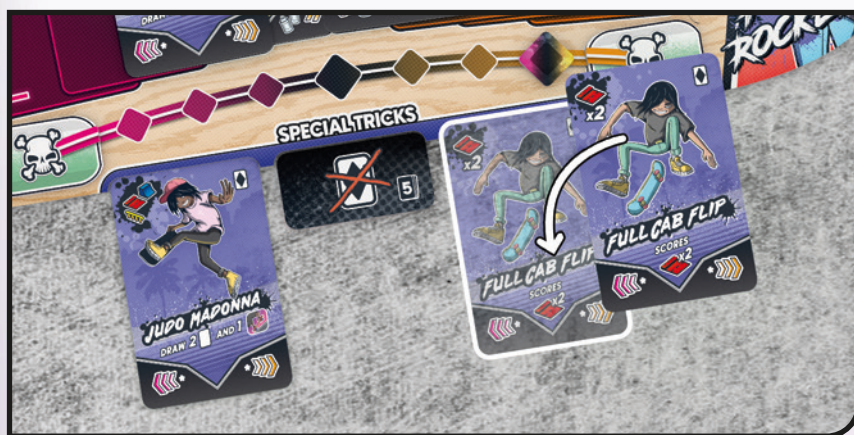 ROCKE
SPECIAL TRICKS
x2
x2
5
FULL CAB FLIP
SCORES
x2
FULL CAB FLIP
SCORES
x2
JUDO MADONNA
DRAW 2 AND 1